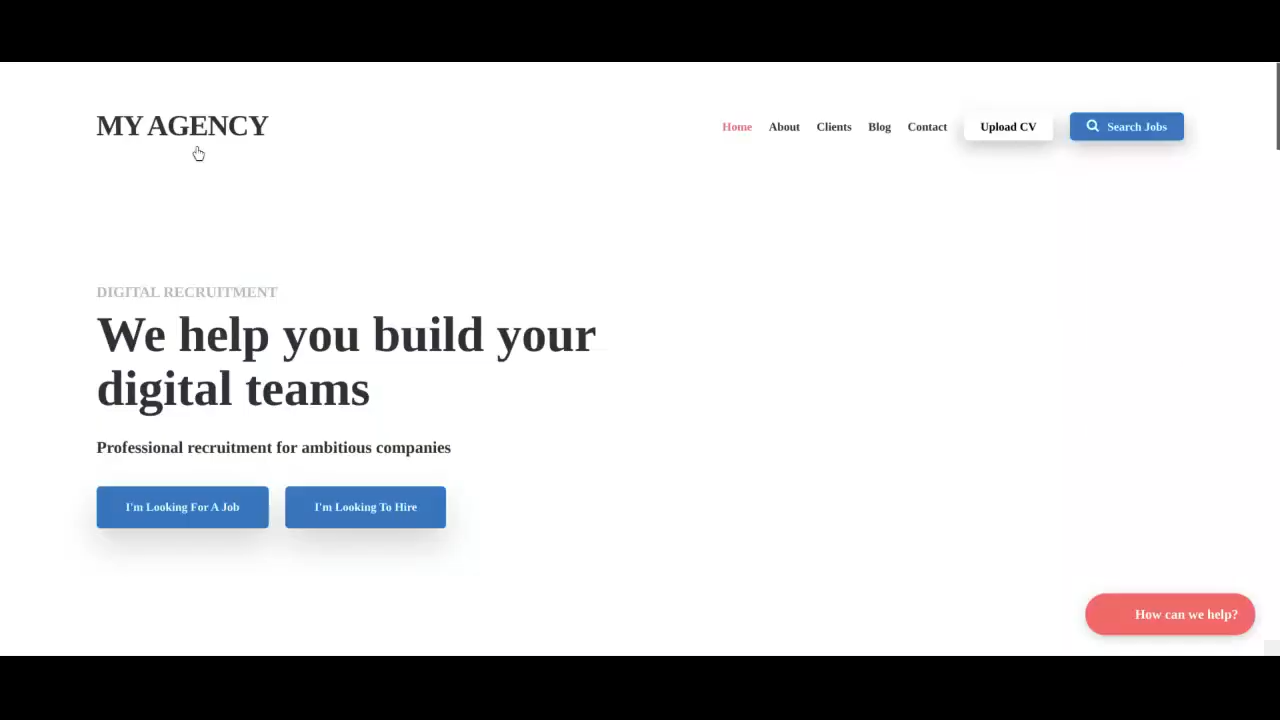 MY AGENCY
Home About Clients Blog Contact Upload CV Search Jobs
DIGITAL RECRUITMENT
We help you build your
digital teams
Professional recruitment for ambitious companies
I'm Looking For A Job I'm Looking To Hire
How can we help?